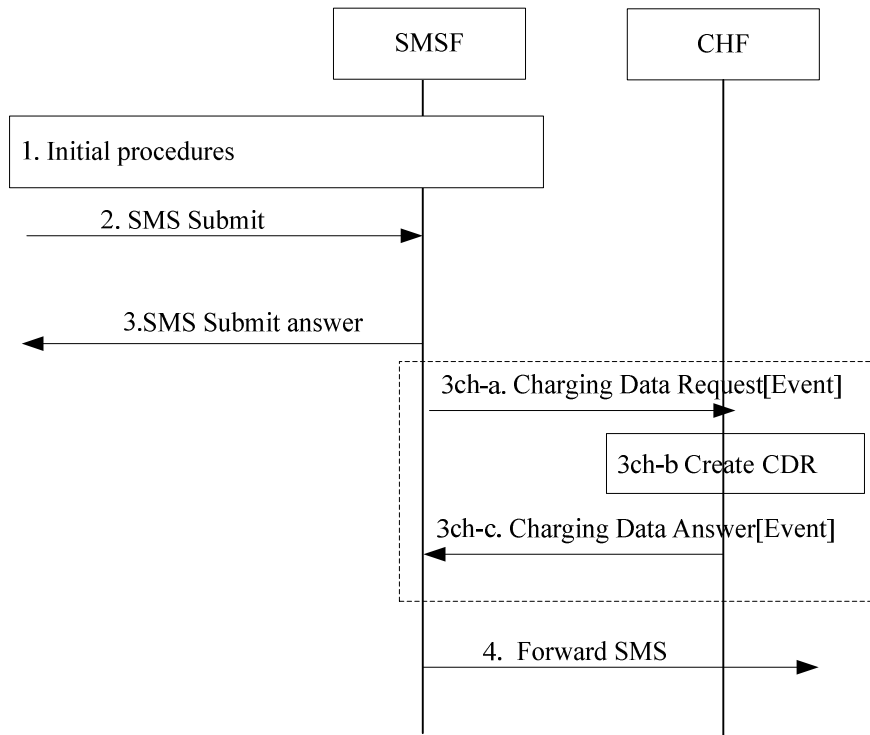 SMSF
CHF
1. Initial procedures
2. SMS Submit
3.SMS Submit answer
3ch-a. Charging Data Request[Event]
3ch-b Create CDR
3ch-c. Charging Data Answer[Event]
4. Forward SMS